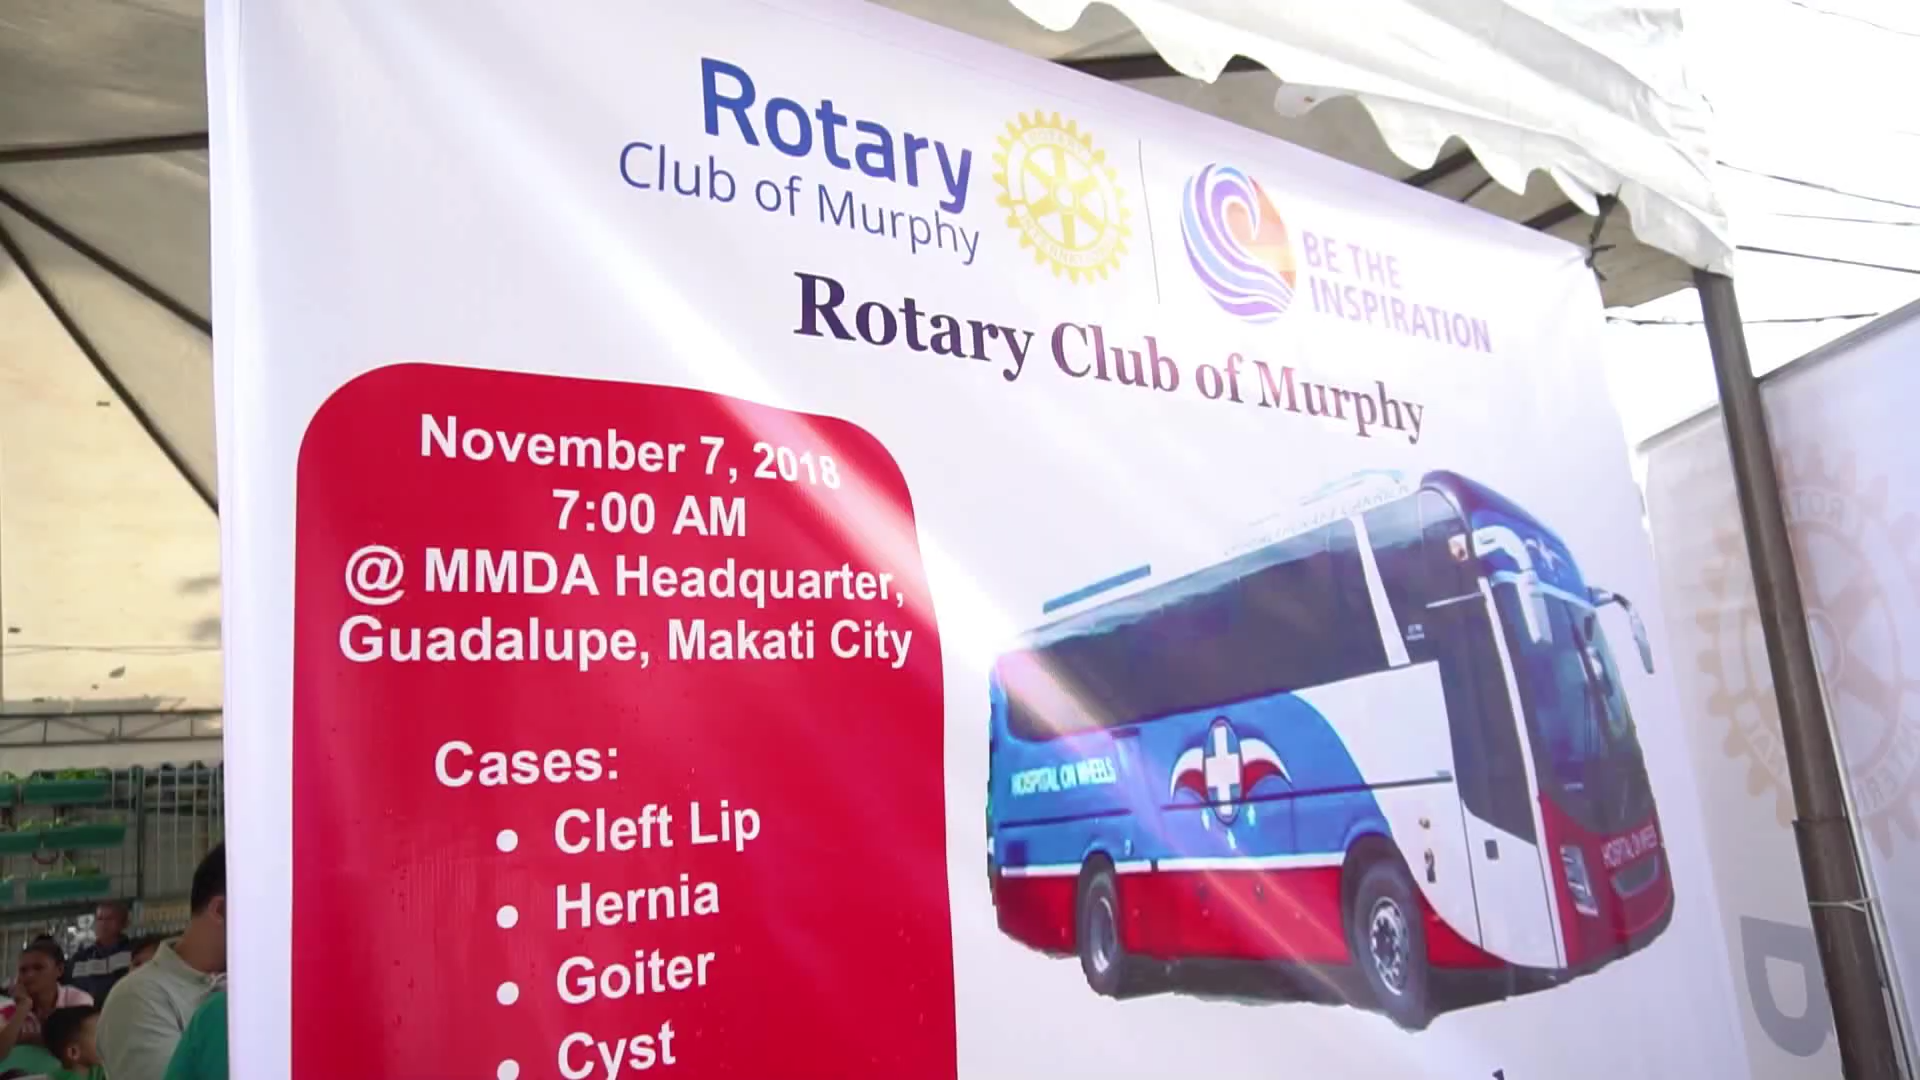 Rotary
Club of Murphy
BE THE
INSPIRATION
Rotary Club of Murphy
November 7, 2018
7:00 AM
@ MMDA Headquarter,
Guadalupe, Makati City
Cases:
• Cleft Lip
• Hernia
• Goiter
• Cyst
HOSPITAL ON WHEELS
HOSPITAL ON WHEELS